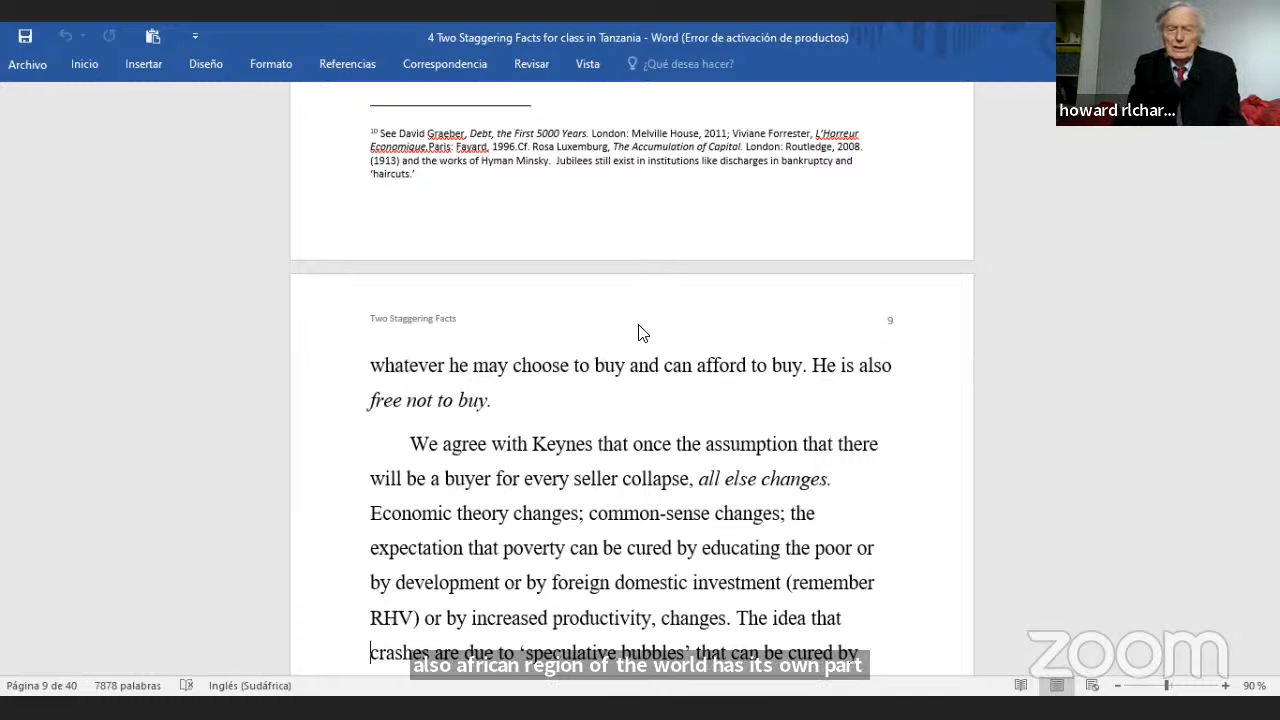 4 Two Staggering Facts for class in Tanzania - Word (Error de activación de productos)
Archivo Inicio Insertar Diseño Formato Referencias Correspondencia Revisar Vista ¿Qué desea hacer?
howard rlchar...
10 See David Graeber, Debt, the First 5000 Years. London: Melville House, 2011; Viviane Forrester, L'Horreur
Economique.Paris: Fayard, 1996.Cf. Rosa Luxemburg, The Accumulation of Capital. London: Routledge, 2008.
(1913) and the works of Hyman Minsky. Jubilees still exist in institutions like discharges in bankruptcy and
‘haircuts.’
Two Staggering Facts 9
whatever he may choose to buy and can afford to buy. He is also
free not to buy.
We agree with Keynes that once the assumption that there
will be a buyer for every seller collapse, all else changes.
Economic theory changes; common-sense changes; the
expectation that poverty can be cured by educating the poor or
by development or by foreign domestic investment (remember
RHV) or by increased productivity, changes. The idea that
crashes are due to ‘speculative bubbles’ that can be cured by
also african region of the world has its own part
zoom
Página 9 de 40 7878 palabras Inglés (Sudáfrica) 90 %